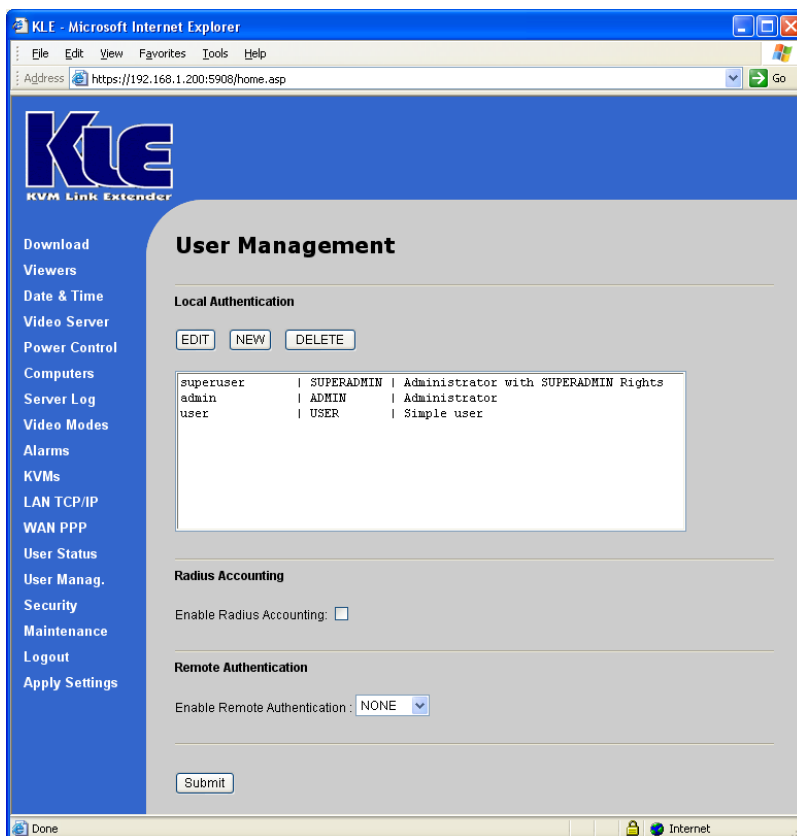 KLE - Microsoft Internet Explorer
File Edit View Favorites Tools Help
Address https://192.168.1.200:5908/home.asp Go
KLE
KVM Link Extender
Download
Viewers
Date & Time
Video Server
Power Control
Computers
Server Log
Video Modes
Alarms
KVMs
LAN TCP/IP
WAN PPP
User Status
User Manag.
Security
Maintenance
Logout
Apply Settings
User Management
Local Authentication
EDIT NEW DELETE
superuser | SUPERADMIN | Administrator with SUPERADMIN Rights
admin | ADMIN | Administrator
user | USER | Simple user
Radius Accounting
Enable Radius Accounting:
Remote Authentication
Enable Remote Authentication : NONE
Submit
Done Internet